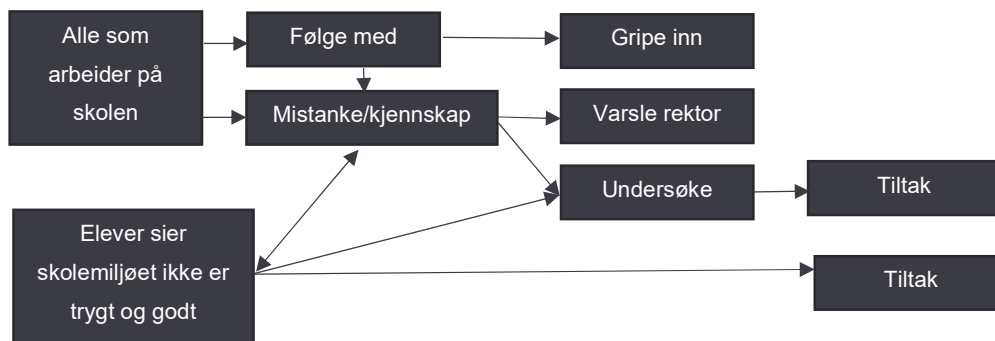 Alle som
arbeider på
skolen
Følge med
Gripe inn
Mistanke/kjennskap
Varsle rektor
Undersøke
Tiltak
Elever sier
skolemiljøet ikke er
trygt og godt
Tiltak